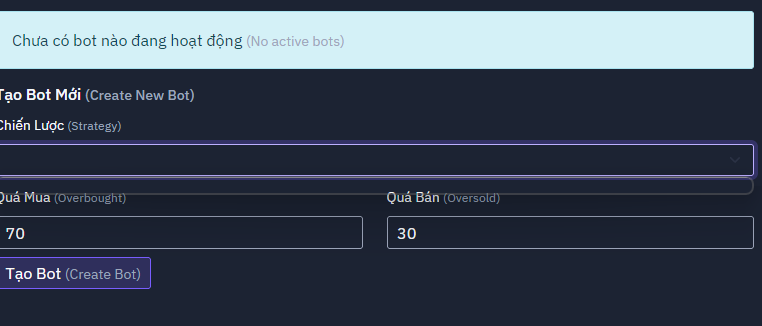 Chưa có bot nào đang hoạt động (No active bots)
Tạo Bot Mới (Create New Bot)
Chiến Lược (Strategy)
Quá Mua (Overbought) Quá Bán (Oversold)
70 30
Tạo Bot (Create Bot)